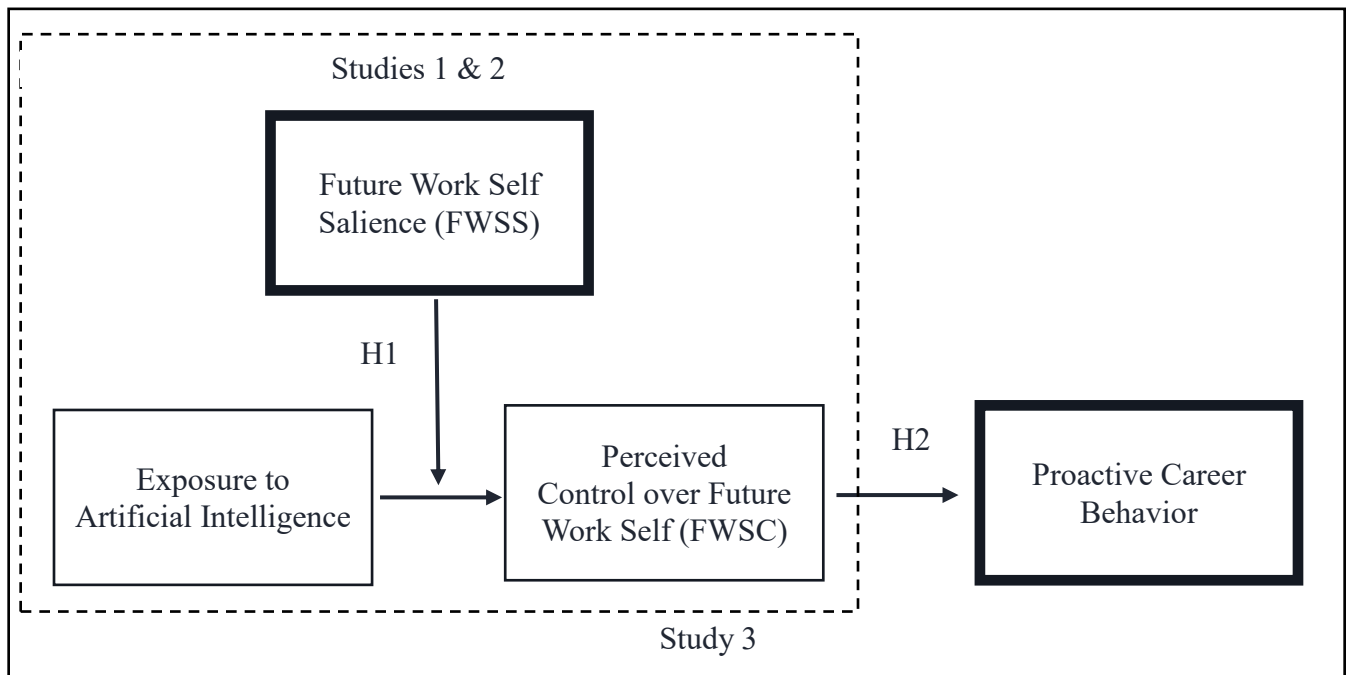 Studies 1 & 2
Future Work Self
Salience (FWSS)
H1
Exposure to
Artificial Intelligence
Perceived
Control over Future
Work Self (FWSC)
H2
Proactive Career
Behavior
Study 3